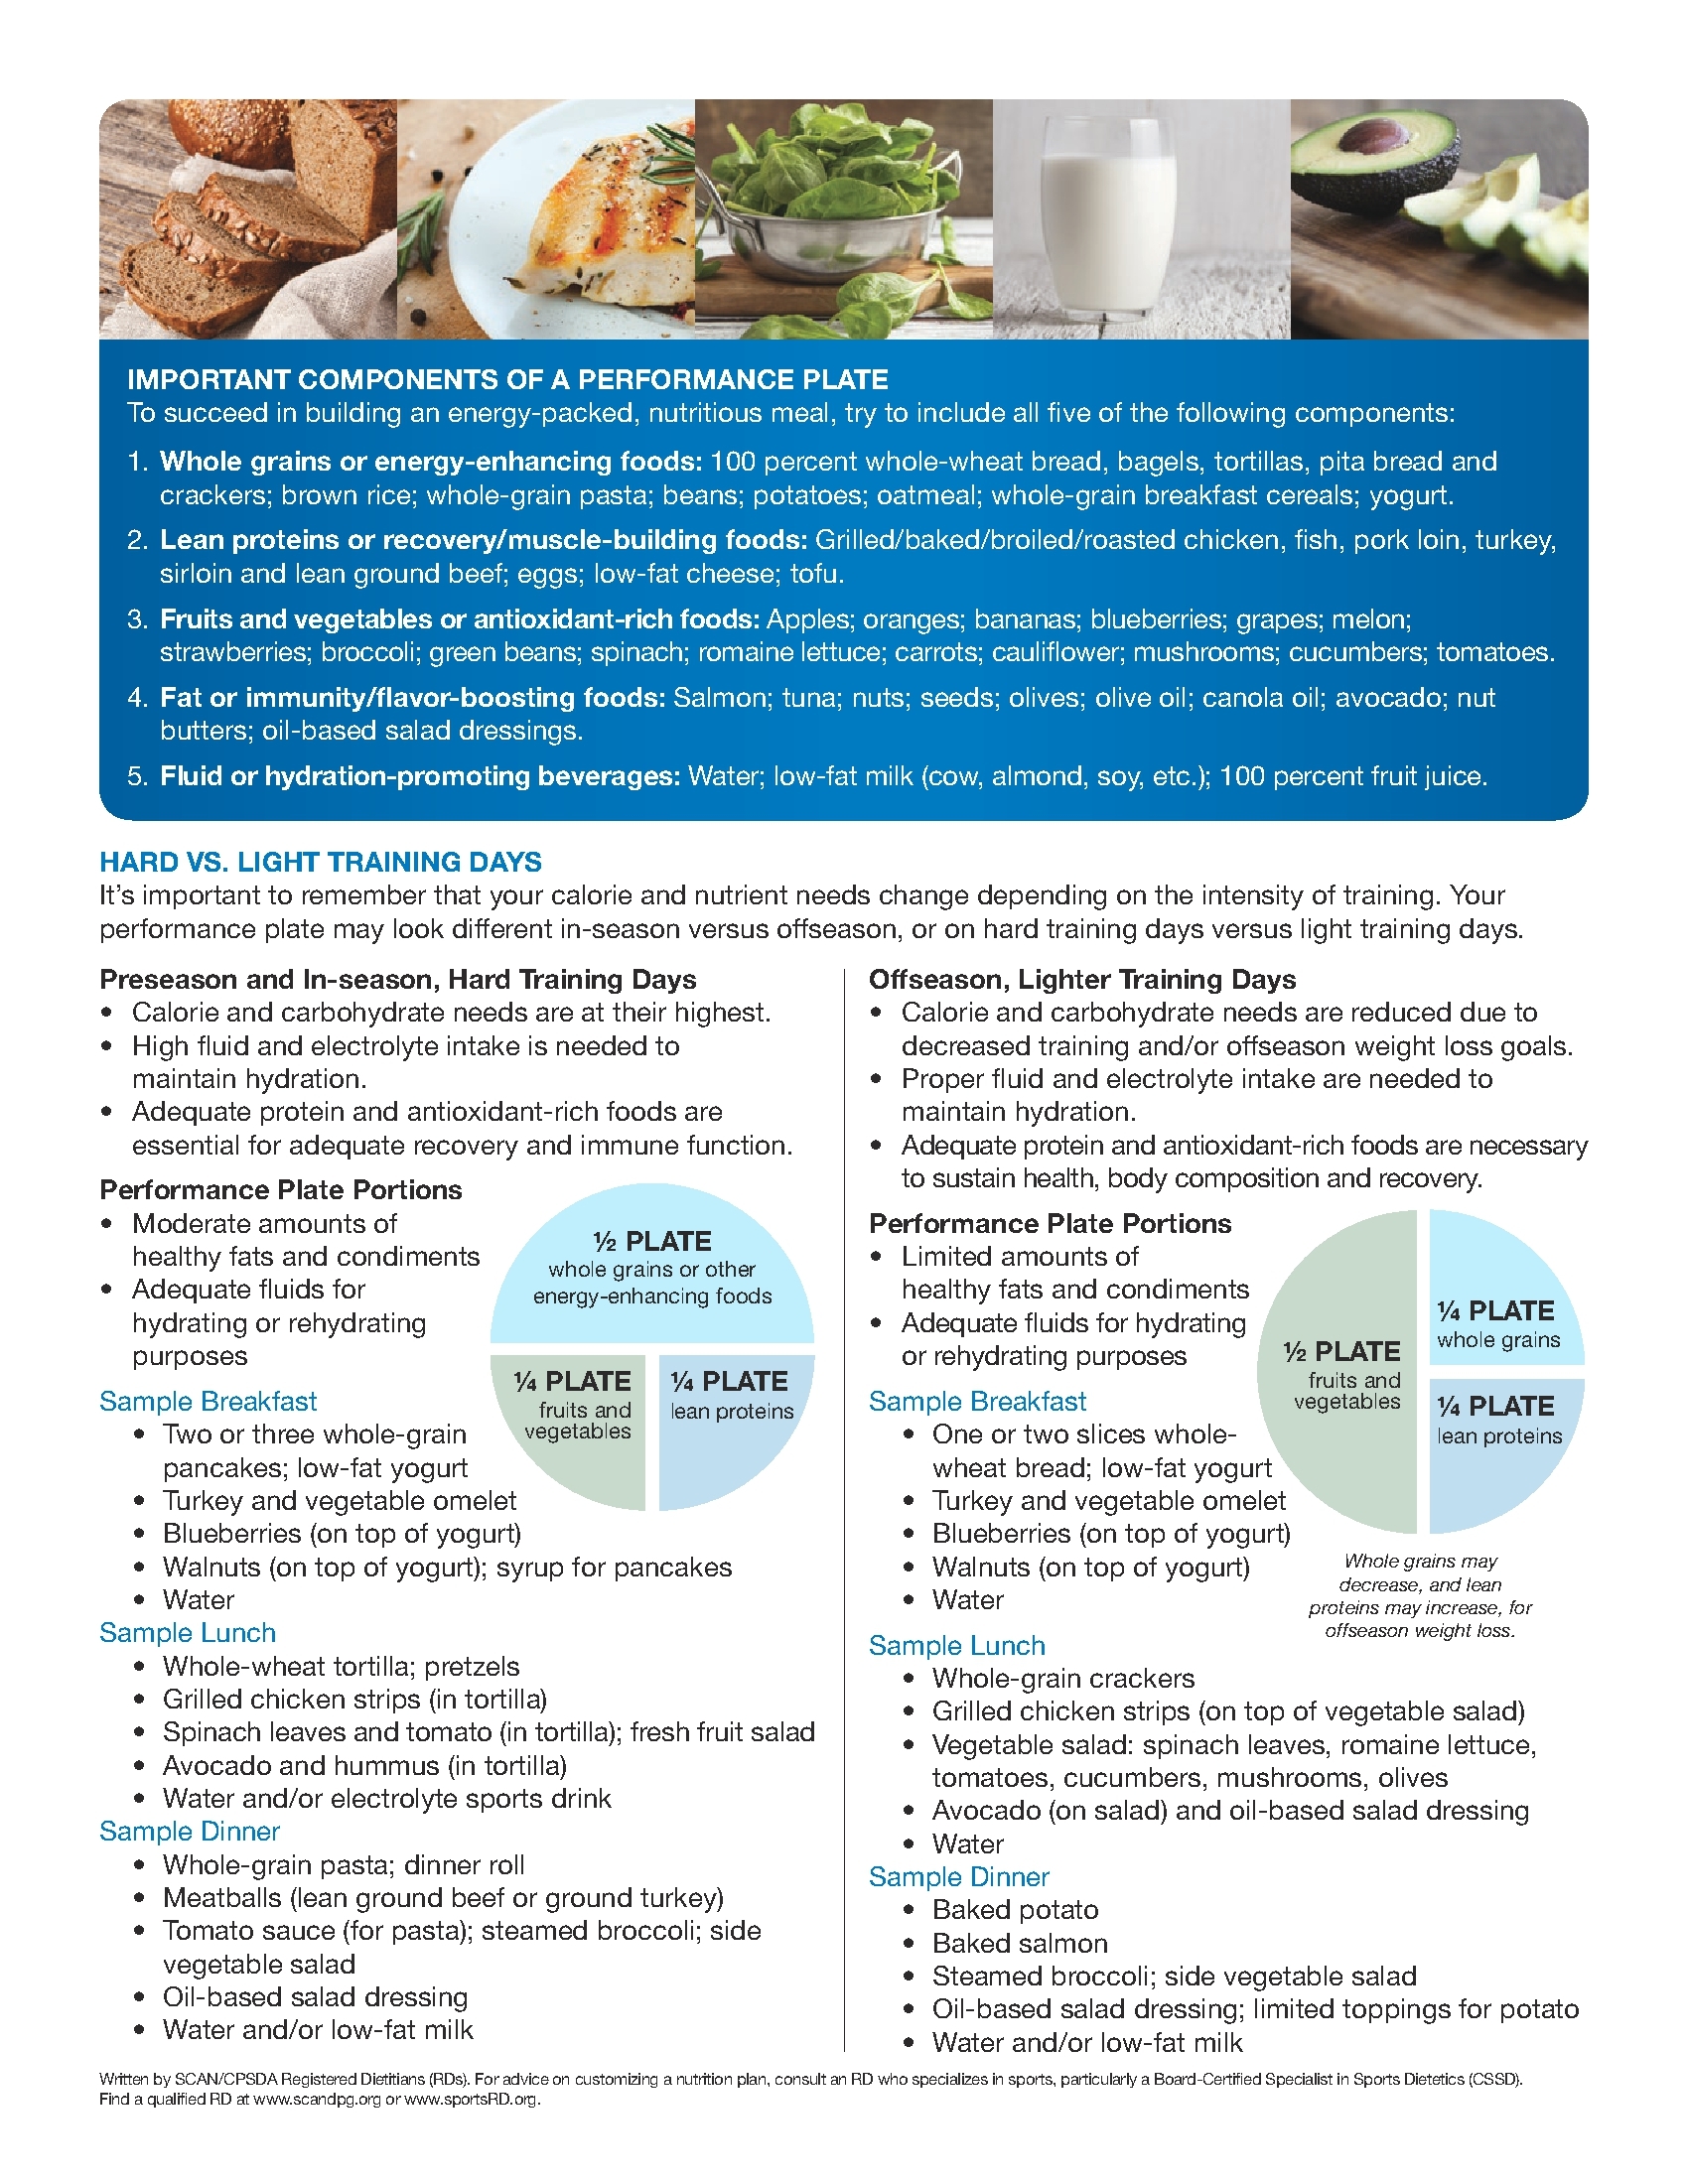 IMPORTANT COMPONENTS OF A PERFORMANCE PLATE
To succeed in building an energy-packed, nutritious meal, try to include all five of the following components:
1. Whole grains or energy-enhancing foods: 100 percent whole-wheat bread, bagels, tortillas, pita bread and
crackers; brown rice; whole-grain pasta; beans; potatoes; oatmeal; whole-grain breakfast cereals; yogurt.
2. Lean proteins or recovery/muscle-building foods: Grilled/baked/broiled/roasted chicken, fish, pork loin, turkey,
sirloin and lean ground beef; eggs; low-fat cheese; tofu.
3. Fruits and vegetables or antioxidant-rich foods: Apples; oranges; bananas; blueberries; grapes; melon;
strawberries; broccoli; green beans; spinach; romaine lettuce; carrots; cauliflower; mushrooms; cucumbers; tomatoes.
4. Fat or immunity/flavor-boosting foods: Salmon; tuna; nuts; seeds; olives; olive oil; canola oil; avocado; nut
butters; oil-based salad dressings.
5. Fluid or hydration-promoting beverages: Water; low-fat milk (cow, almond, soy, etc.); 100 percent fruit juice.
HARD VS. LIGHT TRAINING DAYS
It's important to remember that your calorie and nutrient needs change depending on the intensity of training. Your
performance plate may look different in-season versus offseason, or on hard training days versus light training days.
Preseason and In-season, Hard Training Days
• Calorie and carbohydrate needs are at their highest.
• High fluid and electrolyte intake is needed to
maintain hydration.
• Adequate protein and antioxidant-rich foods are
essential for adequate recovery and immune function.
Performance Plate Portions
• Moderate amounts of
healthy fats and condiments
• Adequate fluids for
hydrating or rehydrating
purposes
½ PLATE
whole grains or other
energy-enhancing foods
¼ PLATE
fruits and
vegetables
¼ PLATE
lean proteins
Sample Breakfast
• Two or three whole-grain
pancakes; low-fat yogurt
• Turkey and vegetable omelet
• Blueberries (on top of yogurt)
• Walnuts (on top of yogurt); syrup for pancakes
• Water
Sample Lunch
• Whole-wheat tortilla; pretzels
• Grilled chicken strips (in tortilla)
• Spinach leaves and tomato (in tortilla); fresh fruit salad
• Avocado and hummus (in tortilla)
• Water and/or electrolyte sports drink
Sample Dinner
• Whole-grain pasta; dinner roll
• Meatballs (lean ground beef or ground turkey)
• Tomato sauce (for pasta); steamed broccoli; side
vegetable salad
• Oil-based salad dressing
• Water and/or low-fat milk
Offseason, Lighter Training Days
• Calorie and carbohydrate needs are reduced due to
decreased training and/or offseason weight loss goals.
• Proper fluid and electrolyte intake are needed to
maintain hydration.
• Adequate protein and antioxidant-rich foods are necessary
to sustain health, body composition and recovery.
Performance Plate Portions
• Limited amounts of
healthy fats and condiments
• Adequate fluids for hydrating
or rehydrating purposes
½ PLATE
fruits and
vegetables
¼ PLATE
whole grains
¼ PLATE
lean proteins
Whole grains may
decrease, and lean
proteins may increase, for
offseason weight loss.
Sample Breakfast
• One or two slices whole-
wheat bread; low-fat yogurt
• Turkey and vegetable omelet
• Blueberries (on top of yogurt)
• Walnuts (on top of yogurt)
• Water
Sample Lunch
• Whole-grain crackers
• Grilled chicken strips (on top of vegetable salad)
• Vegetable salad: spinach leaves, romaine lettuce,
tomatoes, cucumbers, mushrooms, olives
• Avocado (on salad) and oil-based salad dressing
• Water
Sample Dinner
• Baked potato
• Baked salmon
• Steamed broccoli; side vegetable salad
• Oil-based salad dressing; limited toppings for potato
• Water and/or low-fat milk
Written by SCAN/CPSDA Registered Dietitians (RDs). For advice on customizing a nutrition plan, consult an RD who specializes in sports, particularly a Board-Certified Specialist in Sports Dietetics (CSSD).
Find a qualified RD at www.scandpg.org or www.sportsRD.org.